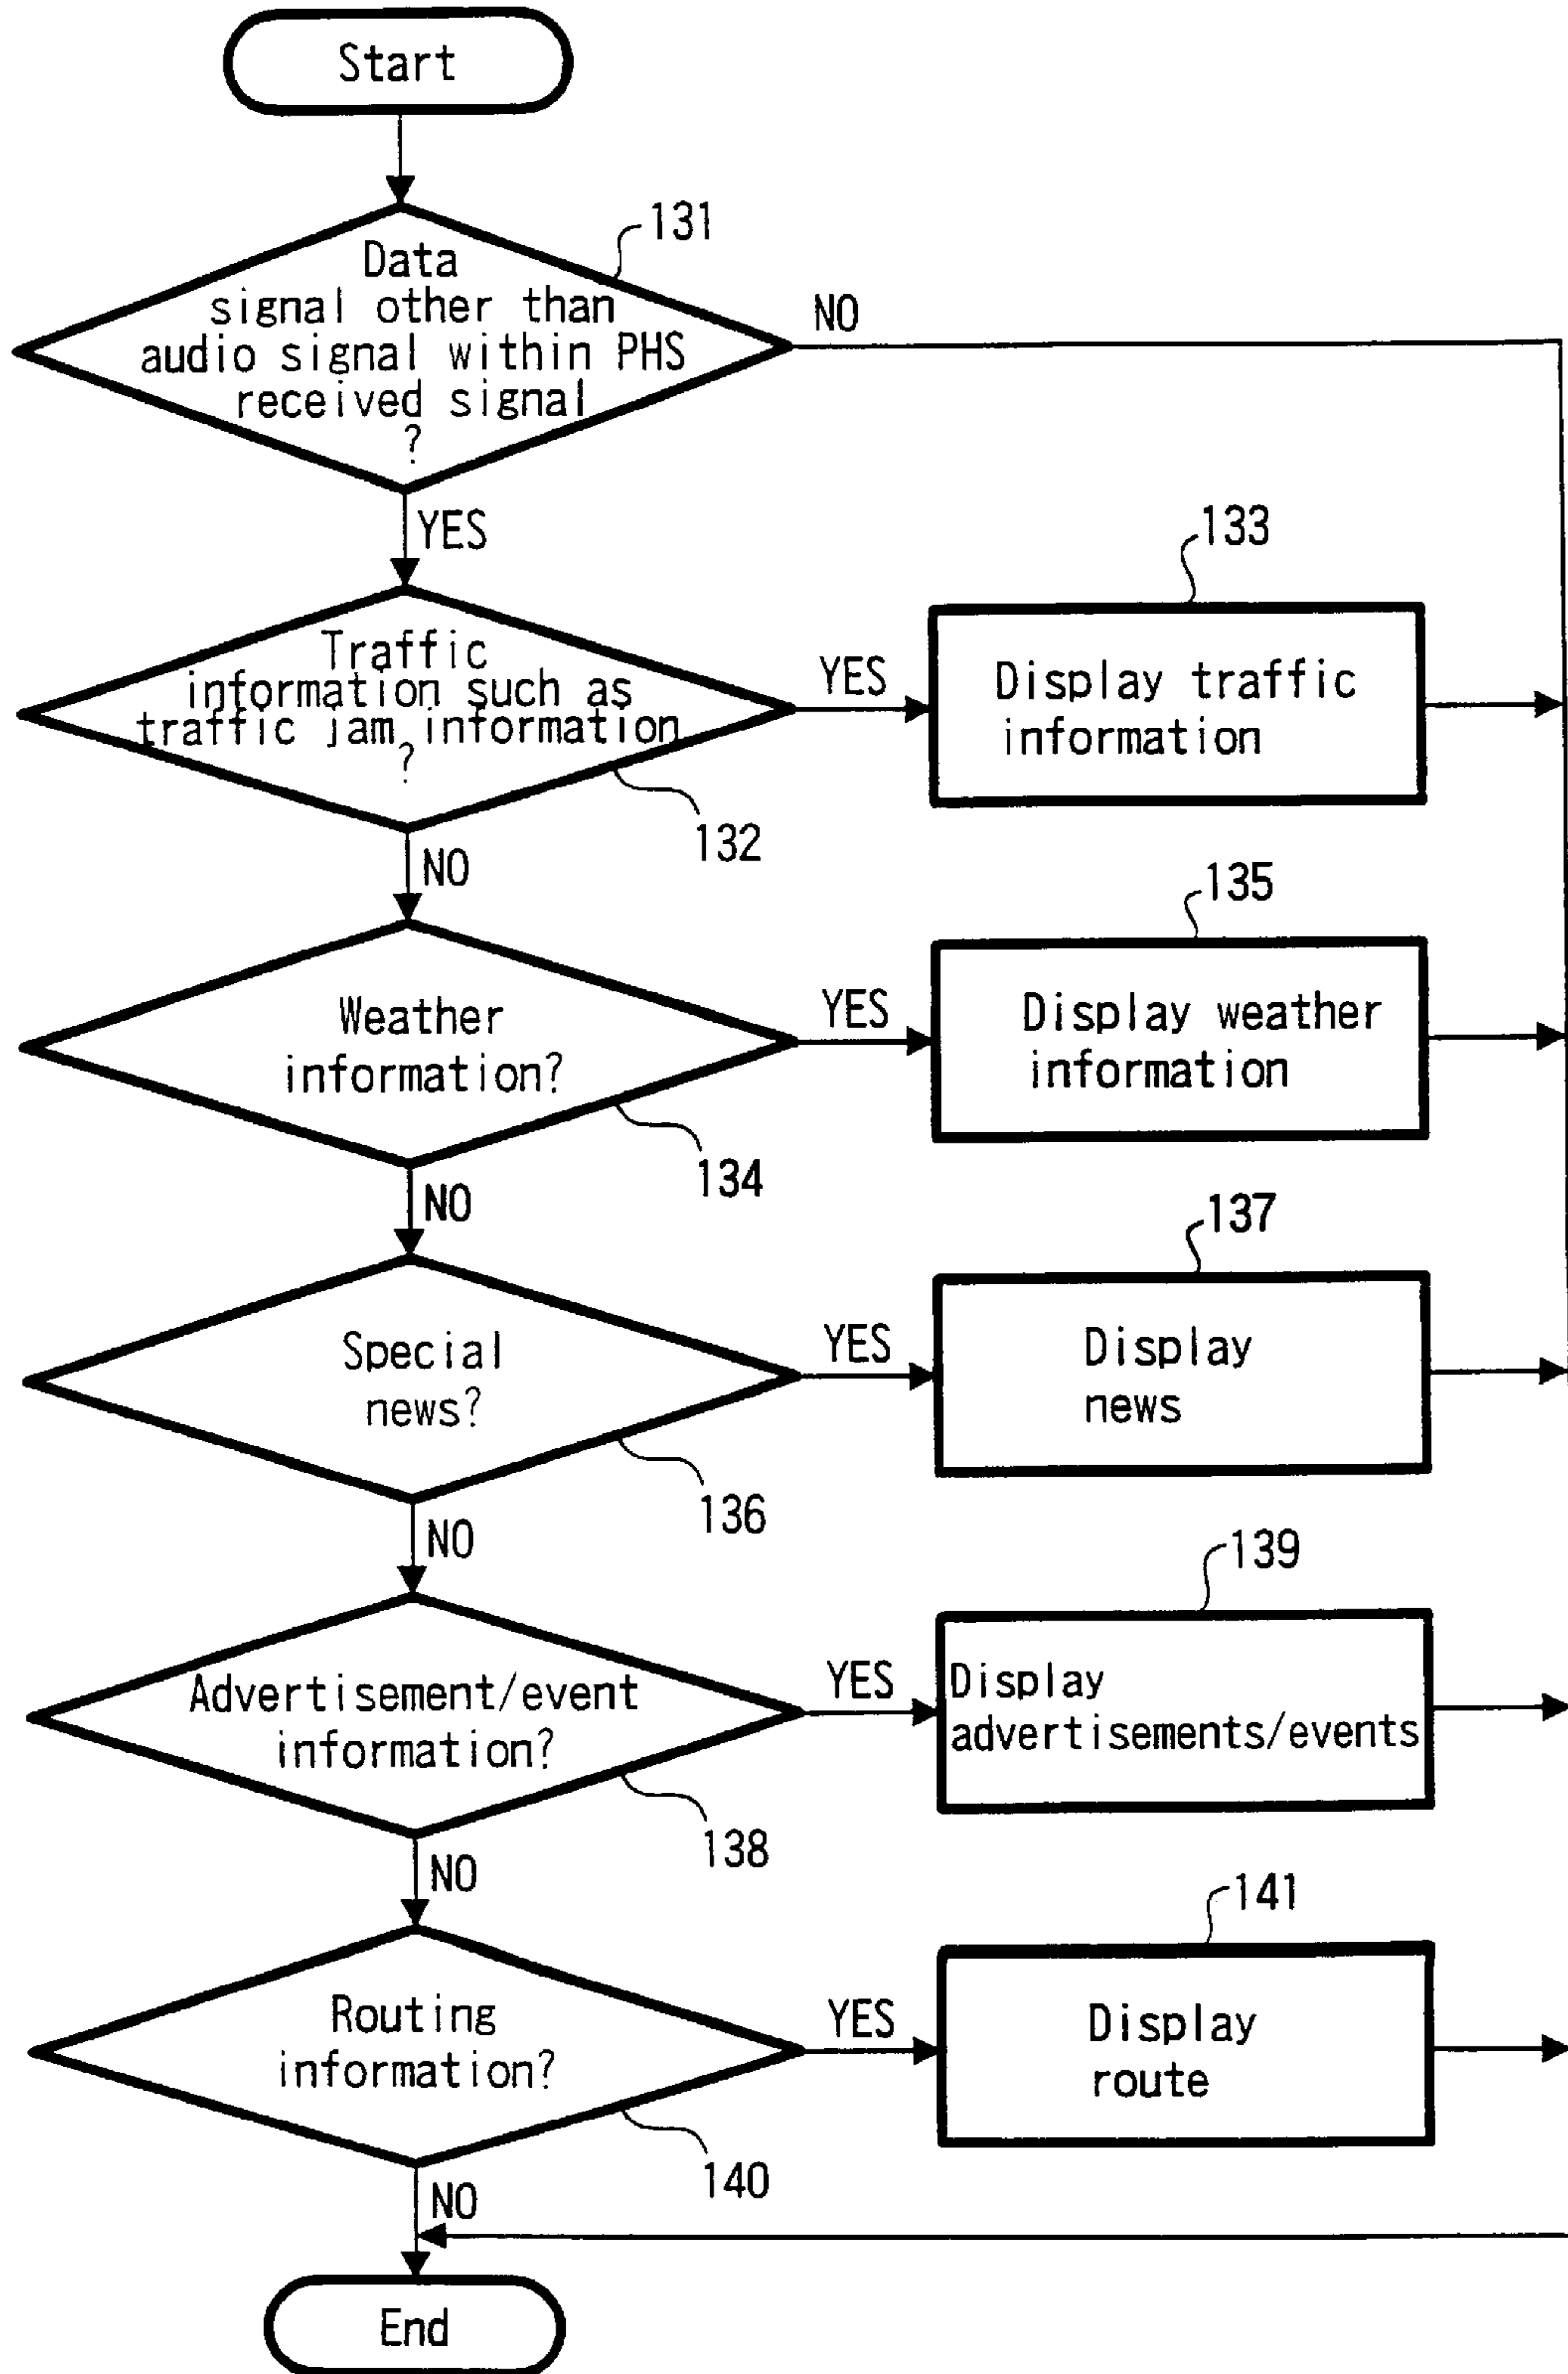 Start
131
Data
signal other than
audio signal within PHS
received signal
?
NO
YES
133
Traffic
information such as
traffic jam information
?
YES
Display traffic
information
132
NO
135
Weather
information?
YES
Display weather
information
134
NO
137
Special
news?
YES
Display
news
136
NO
139
Advertisement/event
information?
YES
Display
advertisements/events
138
NO
141
Routing
information?
YES
Display
route
140
NO
End